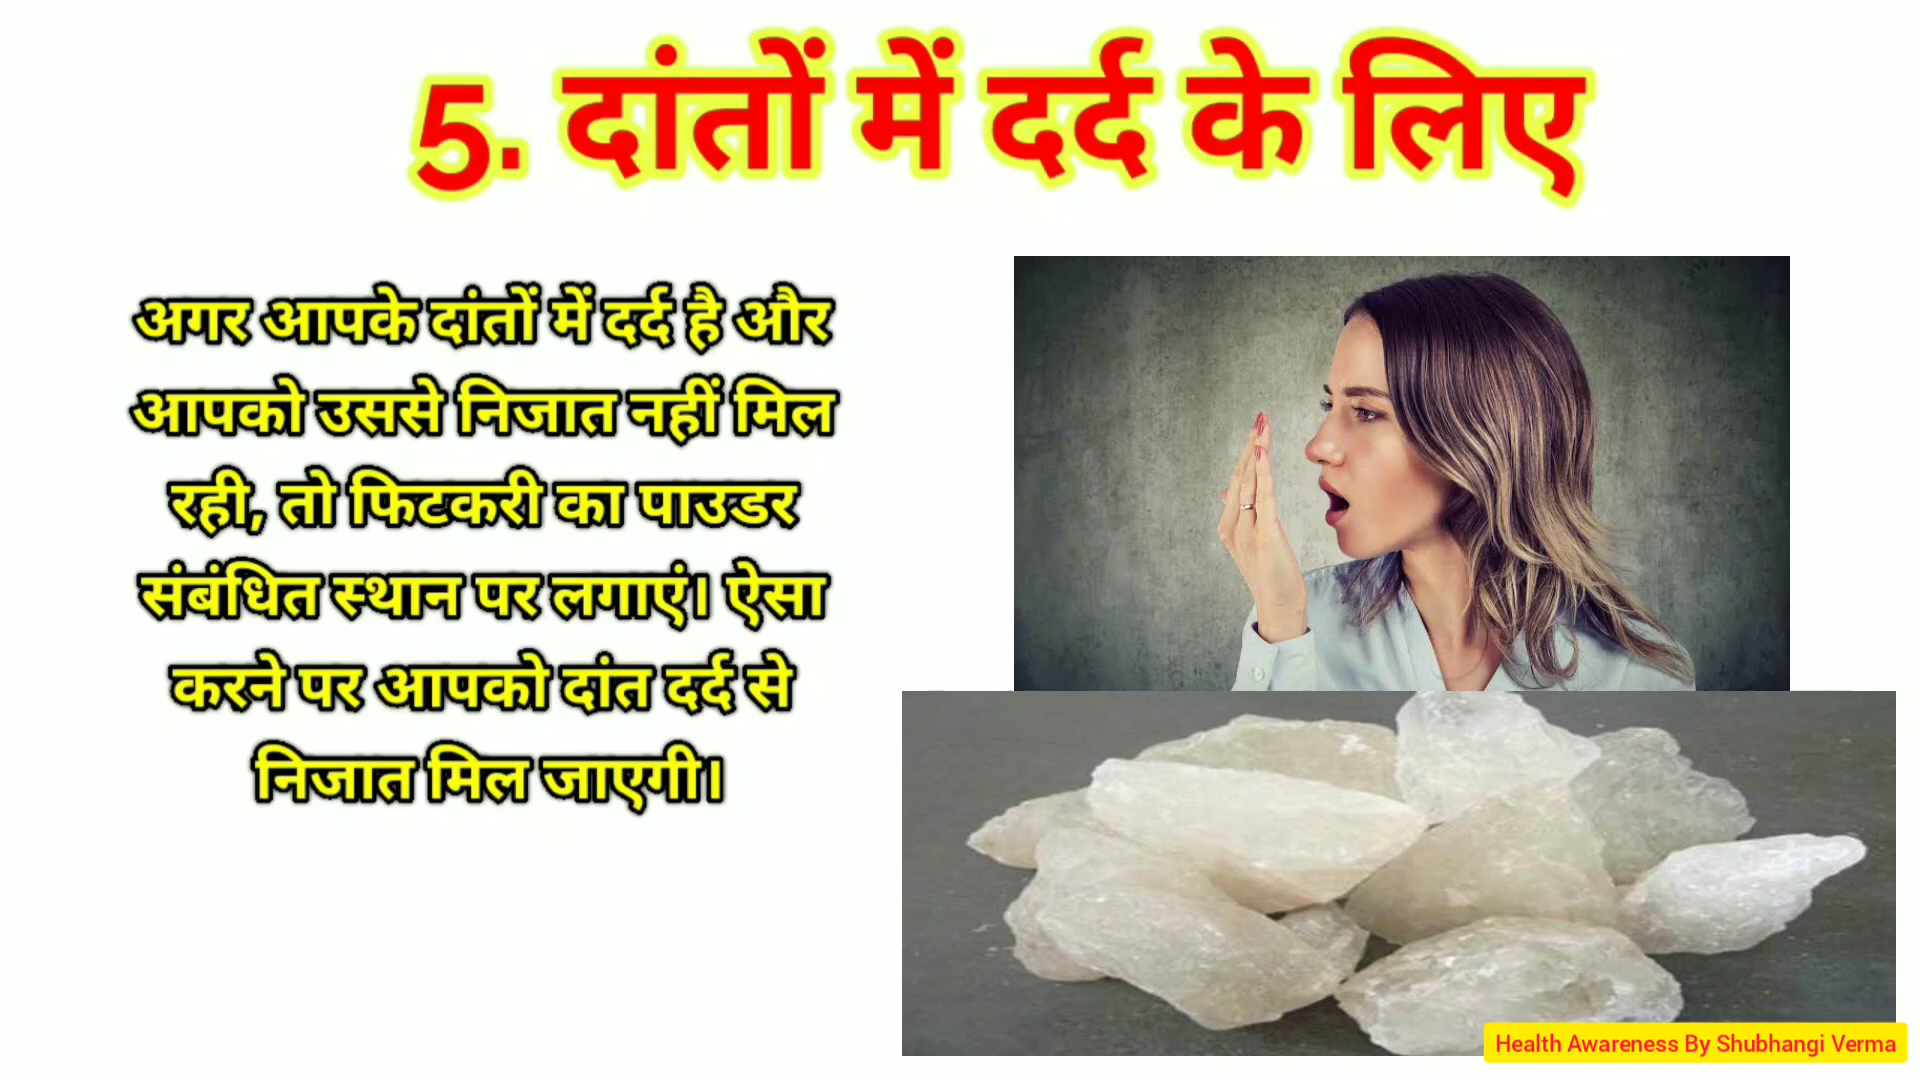 5. दांतों में दर्द के लिए
अगर आपके दांतों में दर्द है और
आपको उससे निजात नहीं मिल
रही, तो फिटकरी का पाउडर
संबंधित स्थान पर लगाएं। ऐसा
करने पर आपको दांत दर्द से
निजात मिल जाएगी।
Health Awareness By Shubhangi Verma